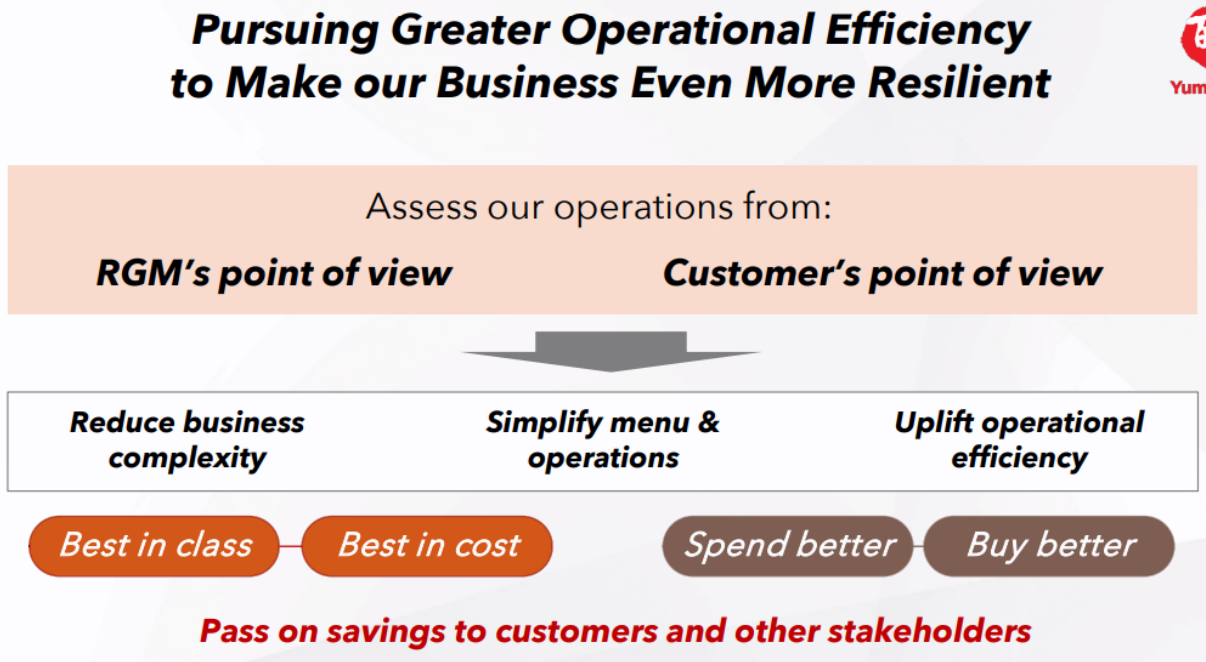 Pursuing Greater Operational Efficiency
to Make our Business Even More Resilient
Yum
Assess our operations from:
RGM's point of view
Customer's point of view
Reduce business
complexity
Simplify menu &
operations
Uplift operational
efficiency
Best in class
Best in cost
Spend better
Buy better
Pass on savings to customers and other stakeholders